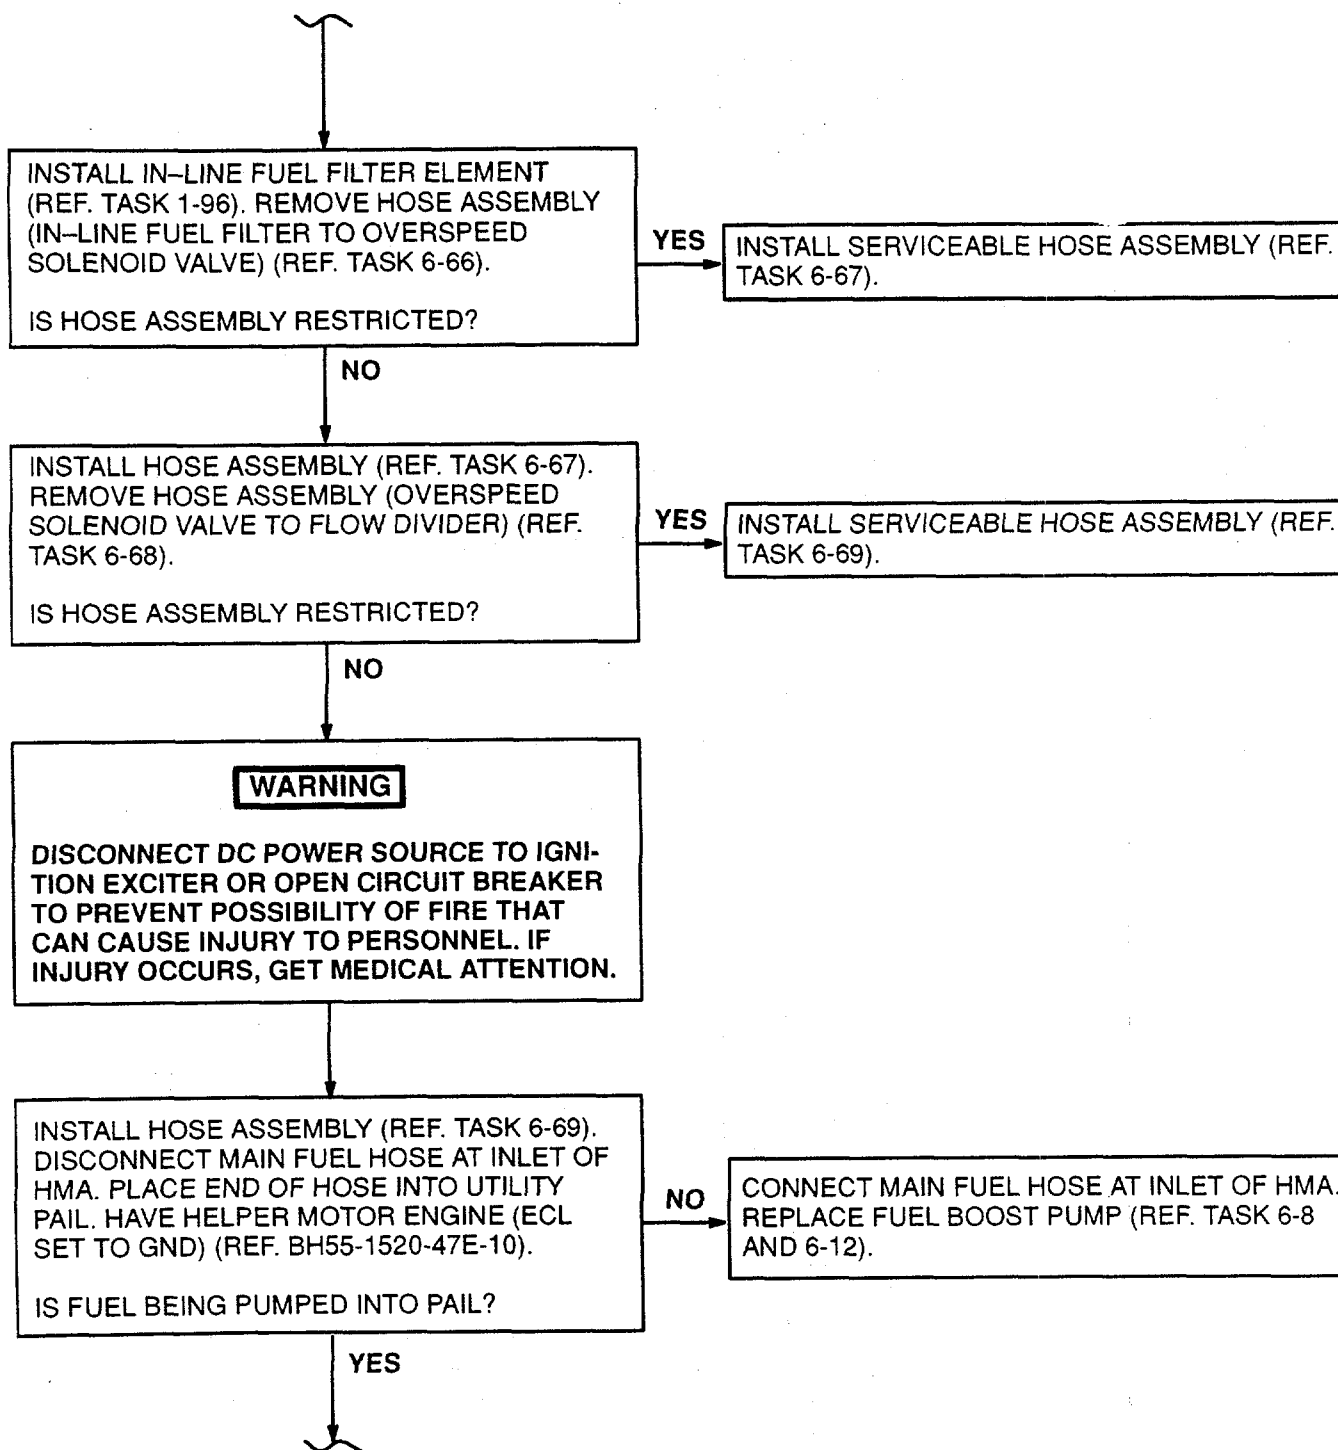 INSTALL IN–LINE FUEL FILTER ELEMENT
(REF. TASK 1-96). REMOVE HOSE ASSEMBLY
(IN–LINE FUEL FILTER TO OVERSPEED
SOLENOID VALVE) (REF. TASK 6-66).
IS HOSE ASSEMBLY RESTRICTED?
YES
INSTALL SERVICEABLE HOSE ASSEMBLY (REF.
TASK 6-67).
NO
INSTALL HOSE ASSEMBLY (REF. TASK 6-67).
REMOVE HOSE ASSEMBLY (OVERSPEED
SOLENOID VALVE TO FLOW DIVIDER) (REF.
TASK 6-68).
IS HOSE ASSEMBLY RESTRICTED?
YES
INSTALL SERVICEABLE HOSE ASSEMBLY (REF.
TASK 6-69).
NO
WARNING
DISCONNECT DC POWER SOURCE TO IGNI-
TION EXCITER OR OPEN CIRCUIT BREAKER
TO PREVENT POSSIBILITY OF FIRE THAT
CAN CAUSE INJURY TO PERSONNEL. IF
INJURY OCCURS, GET MEDICAL ATTENTION.
INSTALL HOSE ASSEMBLY (REF. TASK 6-69).
DISCONNECT MAIN FUEL HOSE AT INLET OF
HMA. PLACE END OF HOSE INTO UTILITY
PAIL. HAVE HELPER MOTOR ENGINE (ECL
SET TO GND) (REF. BH55-1520-47E-10).
IS FUEL BEING PUMPED INTO PAIL?
NO
CONNECT MAIN FUEL HOSE AT INLET OF HMA.
REPLACE FUEL BOOST PUMP (REF. TASK 6-8
AND 6-12).
YES